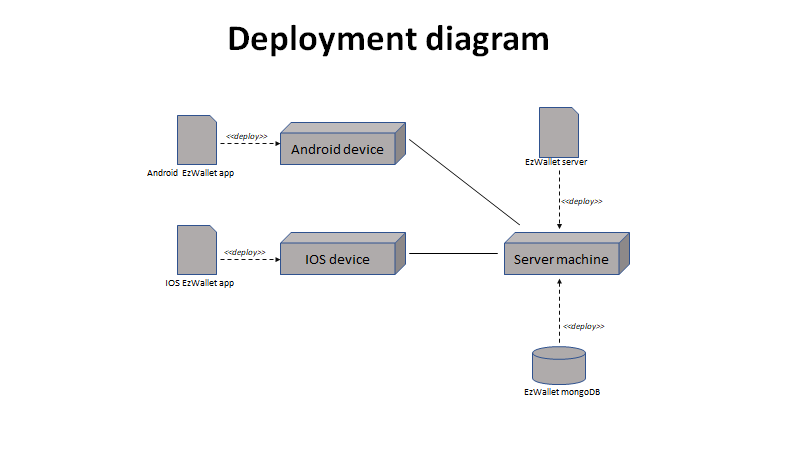 Deployment diagram
<<deploy>>
Android device
Android EzWallet app
EzWallet server
<<deploy>>
<<deploy>>
IOS device
Server machine
IOS EzWallet app
<<deploy>>
EzWallet mongoDB